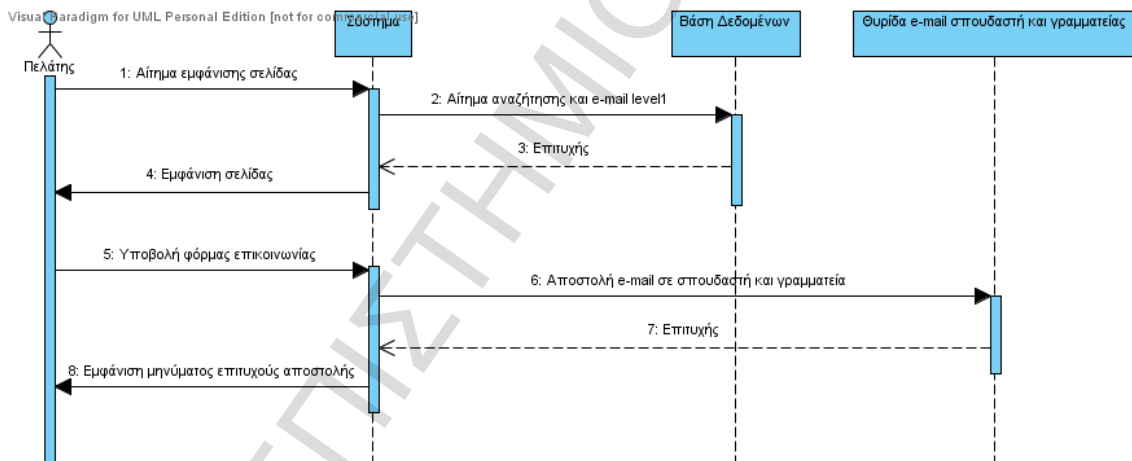 Visual Paradigm for UML Personal Edition [not for commercial use]
Σύστημα
Βάση Δεδομένων
Θυρίδα e-mail σπουδαστή και γραμματείας
Πελάτης
1: Αίτημα εμφάνισης σελίδας
2: Αίτημα αναζήτησης και e-mail level1
3: Επιτυχής
4: Εμφάνιση σελίδας
5: Υποβολή φόρμας επικοινωνίας
6: Αποστολή e-mail σε σπουδαστή και γραμματεία
7: Επιτυχής
8: Εμφάνιση μηνύματος επιτυχούς αποστολής